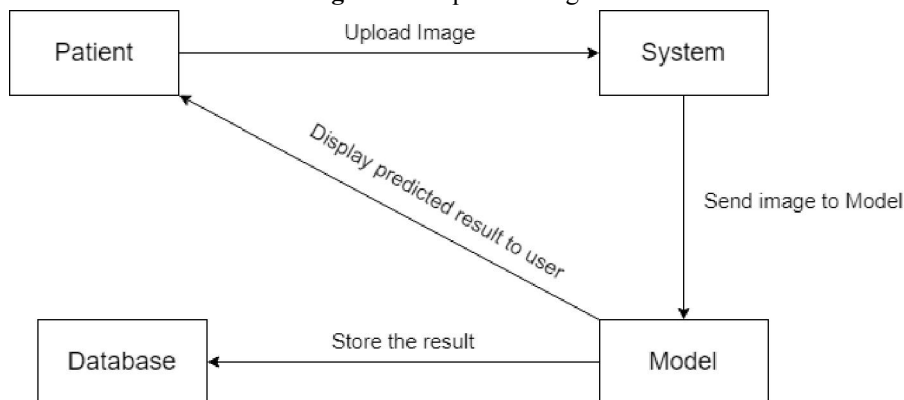 Patient
Upload Image
System
Display predicted result to user
Send image to Model
Database
Store the result
Model